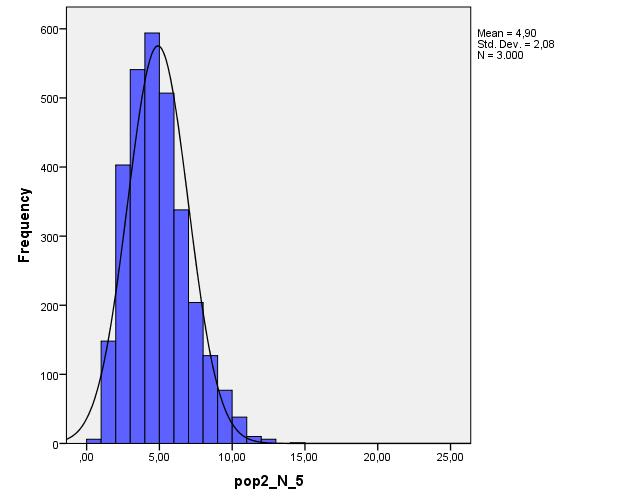 Mean = 4,90
Std. Dev. = 2,08
N = 3.000
600
500
400
300
200
100
0
Frequency
,00
5,00
10,00
15,00
20,00
25,00
pop2_N_5